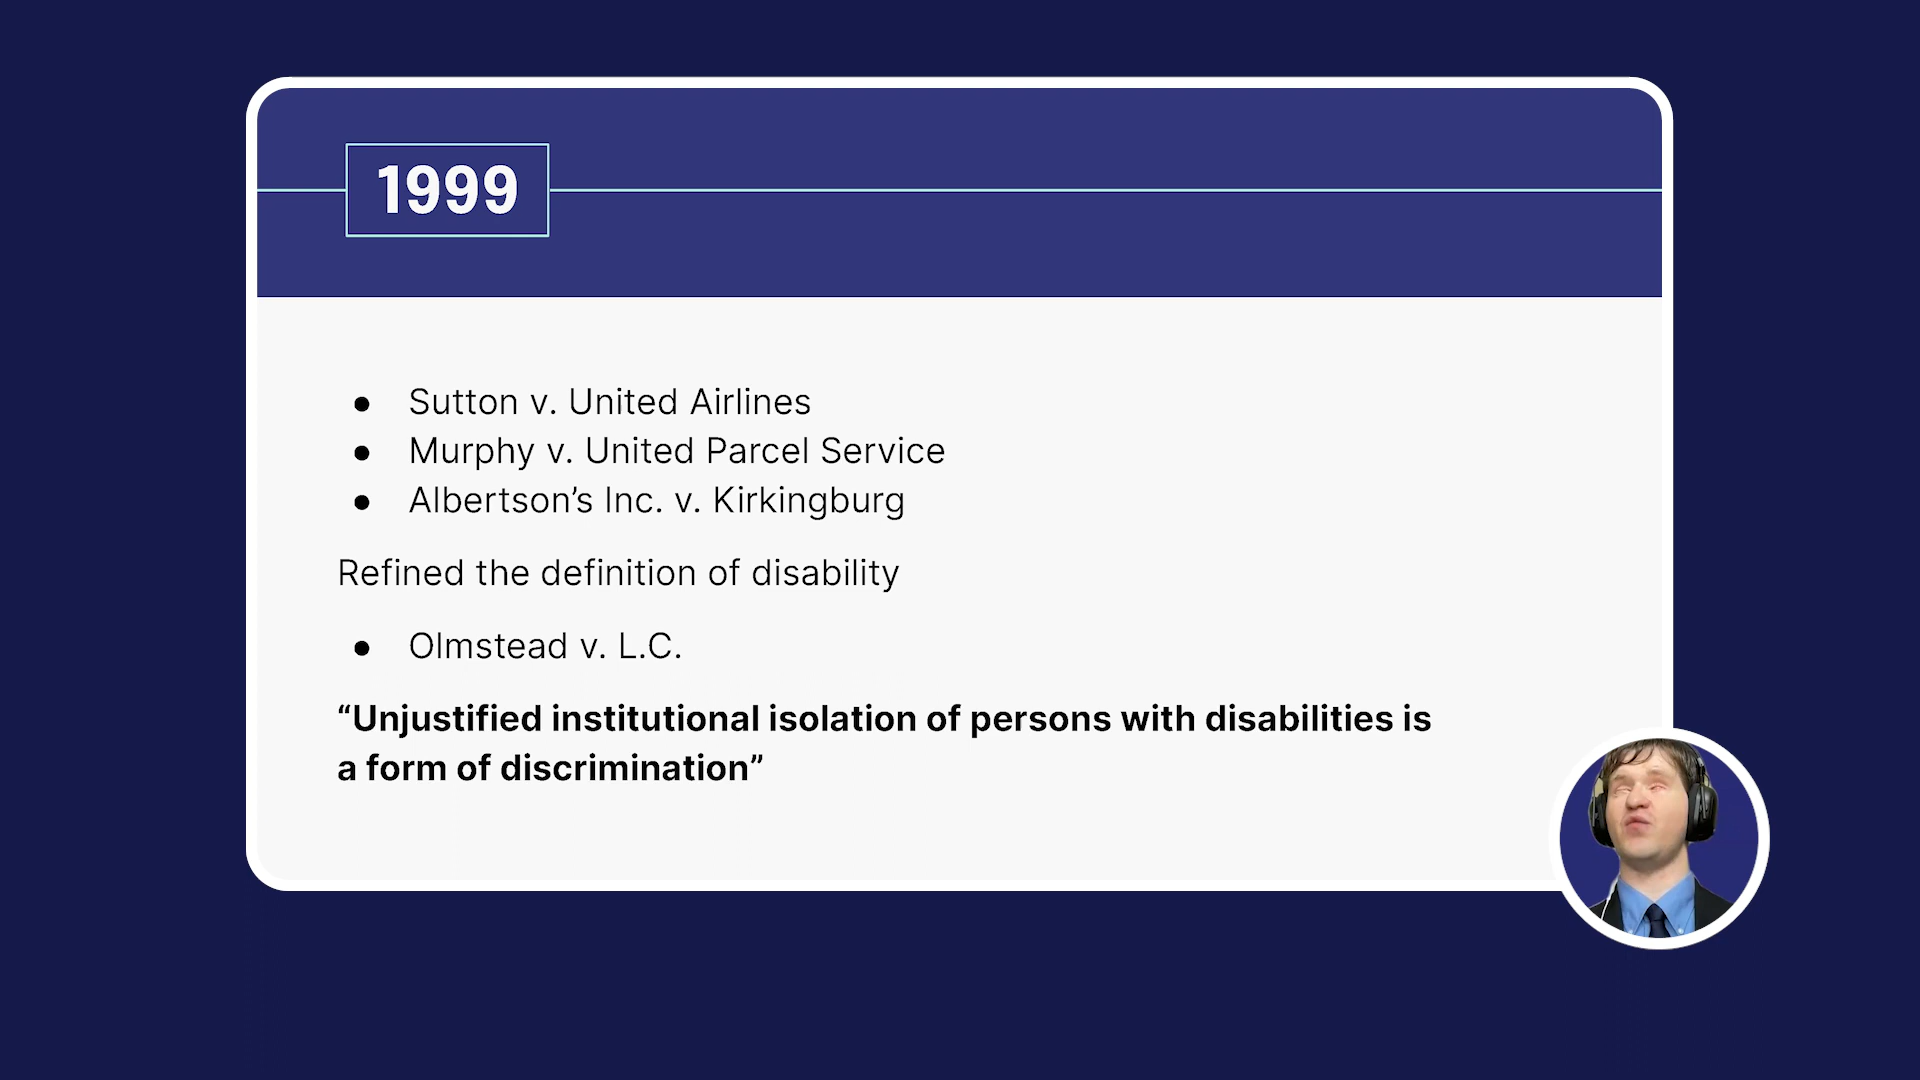 1999
● Sutton v. United Airlines
● Murphy v. United Parcel Service
● Albertson’s Inc. v. Kirkingburg
Refined the definition of disability
● Olmstead v. L.C.
“Unjustified institutional isolation of persons with disabilities is
a form of discrimination”